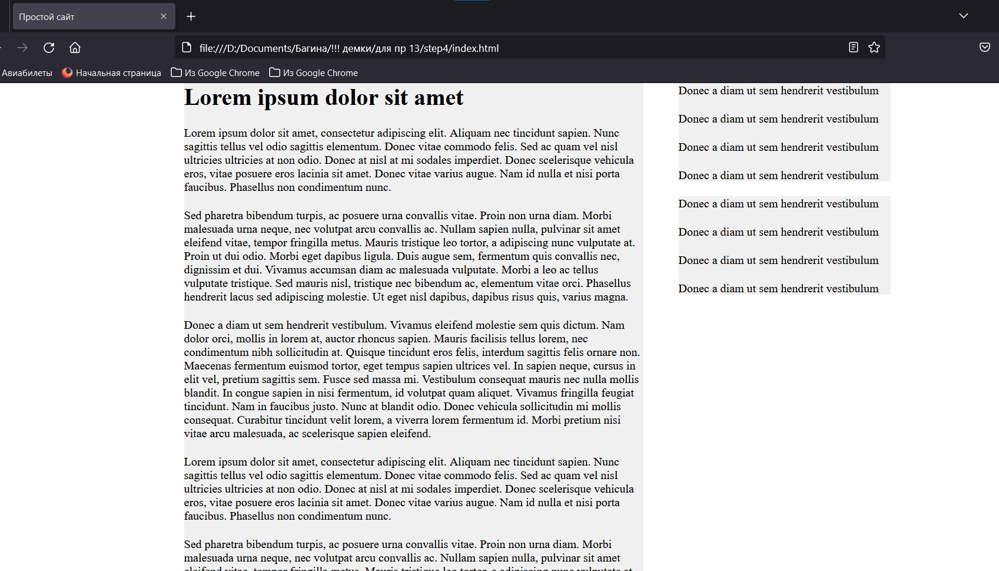 Простой сайт
file:///D:/Documents/Багина/!!! демки/для пр 13/step4/index.html
Авиабилеты Начальная страница Из Google Chrome Из Google Chrome
Lorem ipsum dolor sit amet
Lorem ipsum dolor sit amet, consectetur adipiscing elit. Aliquam nec tincidunt sapien. Nunc
sagittis tellus vel odio sagittis elementum. Donec vitae commodo felis. Sed ac quam vel nisl
ultricies ultricies at non odio. Donec at nisl at mi sodales imperdiet. Donec scelerisque vehicula
eros, vitae posuere eros lacinia sit amet. Donec vitae varius augue. Nam id nulla et nisi porta
faucibus. Phasellus non condimentum nunc.
Sed pharetra bibendum turpis, ac posuere urna convallis vitae. Proin non urna diam. Morbi
malesuada urna neque, nec volutpat arcu convallis ac. Nullam sapien nulla, pulvinar sit amet
eleifend vitae, tempor fringilla metus. Mauris tristique leo tortor, a adipiscing nunc vulputate at.
Proin ut dui odio. Morbi eget dapibus ligula. Duis augue sem, fermentum quis convallis nec,
dignissim et dui. Vivamus accumsan diam ac malesuada vulputate. Morbi a leo ac tellus
vulputate tristique. Sed mauris nisl, tristique nec bibendum ac, elementum vitae orci. Phasellus
hendrerit lacus sed adipiscing molestie. Ut eget nisl dapibus, dapibus risus quis, varius magna.
Donec a diam ut sem hendrerit vestibulum. Vivamus eleifend molestie sem quis dictum. Nam
dolor orci, mollis in lorem at, auctor rhoncus sapien. Mauris facilisis tellus lorem, nec
condimentum nibh sollicitudin at. Quisque tincidunt eros felis, interdum sagittis felis ornare non.
Maecenas fermentum euismod tortor, eget tempus sapien ultrices vel. In sapien neque, cursus in
elit vel, pretium sagittis sem. Fusce sed massa mi. Vestibulum consequat mauris nec nulla mollis
blandit. In congue sapien in nisi fermentum, id volutpat quam aliquet. Vivamus fringilla feugiat
tincidunt. Nam in faucibus justo. Nunc at blandit odio. Donec vehicula sollicitudin mi mollis
consequat. Curabitur tincidunt velit lorem, a viverra lorem fermentum id. Morbi pretium nisi
vitae arcu malesuada, ac scelerisque sapien eleifend.
Lorem ipsum dolor sit amet, consectetur adipiscing elit. Aliquam nec tincidunt sapien. Nunc
sagittis tellus vel odio sagittis elementum. Donec vitae commodo felis. Sed ac quam vel nisl
ultricies ultricies at non odio. Donec at nisl at mi sodales imperdiet. Donec scelerisque vehicula
eros, vitae posuere eros lacinia sit amet. Donec vitae varius augue. Nam id nulla et nisi porta
faucibus. Phasellus non condimentum nunc.
Sed pharetra bibendum turpis, ac posuere urna convallis vitae. Proin non urna diam. Morbi
malesuada urna neque, nec volutpat arcu convallis ac. Nullam sapien nulla, pulvinar sit amet
eleifend vitae, tempor fringilla metus. Mauris tristique leo tortor, a adipiscing nunc vulputate at.
Donec a diam ut sem hendrerit vestibulum
Donec a diam ut sem hendrerit vestibulum
Donec a diam ut sem hendrerit vestibulum
Donec a diam ut sem hendrerit vestibulum
Donec a diam ut sem hendrerit vestibulum
Donec a diam ut sem hendrerit vestibulum
Donec a diam ut sem hendrerit vestibulum
Donec a diam ut sem hendrerit vestibulum